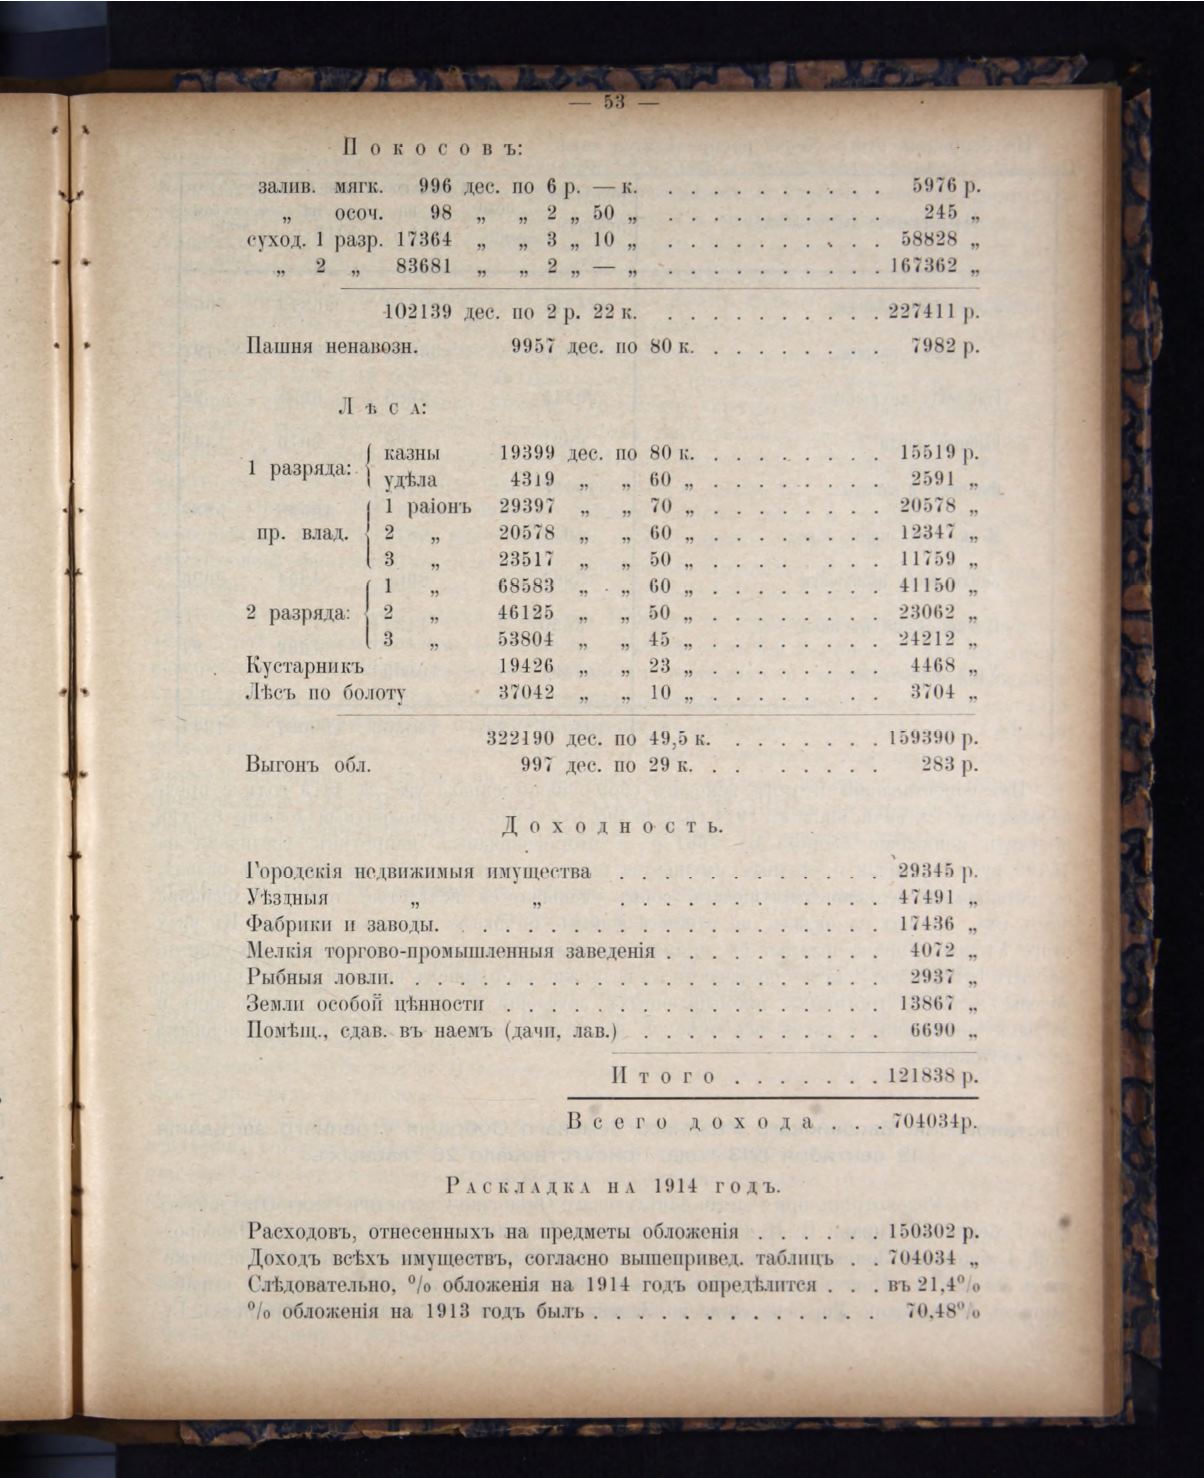 — 53 —
Покосовъ:
залив. мягк. 996 дес. по 6 р. — к. . . . . . . . . . . . 5976 р.
„ осоч. 98 „ „ 2 „ 50 „ . . . . . . . . . . . 245 „
суход. 1 разр. 17364 „ „ 3 „ 10 „ . . . . . . . . . . . 58828 „
„ 2 „ 83681 „ „ 2 „ — „ . . . . . . . . . . . 167362 „
102139 дес. по 2 р. 22 к. . . . . . . . . . . . 227411 р.
Пашня ненавозн. 9957 дес. по 80 к. . . . . . . . . 7982 р.
Лѣса:
1 разряда: { казны 19399 дес. по 80 к. . . . . . . . . 15519 р.
удѣла 4319 „ „ 60 „ . . . . . . . . . 2591 „
пр. влад. { 1 раіонъ 29397 „ „ 70 „ . . . . . . . . . 20578 „
2 „ 20578 „ „ 60 „ . . . . . . . . . 12347 „
3 „ 23517 „ „ 50 „ . . . . . . . 11759 „
2 разряда: { 1 „ 68583 „ „ 60 „ . . . . . . . . . 41150 „
2 „ 46125 „ „ 50 „ . . . . . . . . . 23062 „
3 „ 53804 „ „ 45 „ . . . . . . . . . 24212 „
Кустарникъ 19426 „ „ 23 „ . . . . . . . . . 4468 „
Лѣсъ по болоту 37042 „ „ 10 „ . . . . . . . . 3704 „
322190 дес. по 49,5 к. . . . . . . . . 159390 р.
Выгонъ обл. 997 дес. по 29 к. . . . . . . . 283 р.
Доходность.
Городскія недвижимыя имущества . . . . . . . . . . . . 29345 р.
Уѣздныя „ „ . . . . . . . . . . . . 47491 „
Фабрики и заводы. . . . . . . . . . . . . . . . . . . 17436 „
Мелкія торгово-промышленныя заведенія . . . . . . . . . . 4072 „
Рыбныя ловли. . . . . . . . . . . . . . . . . . . . . 2937 „
Земли особой цѣнности . . . . . . . . . . . . . . . . . 13867 „
Помѣщ., сдав. въ наемъ (дачи, лав.) . . . . . . . . . . . 6690 „
Итого . . . . . . . 121838 р.
Всего дохода . . . 704034р.
Раскладка на 1914 годъ.
Расходовъ, отнесенныхъ на предметы обложенія . . . . . . 150302 р.
Доходъ всѣхъ имуществъ, согласно вышепривед. таблицъ . . 704034 „
Слѣдовательно, % обложенія на 1914 годъ опредѣлится . . . въ 21,4%
% обложенія на 1913 годъ былъ . . . . . . . . . . . . . 70,48%